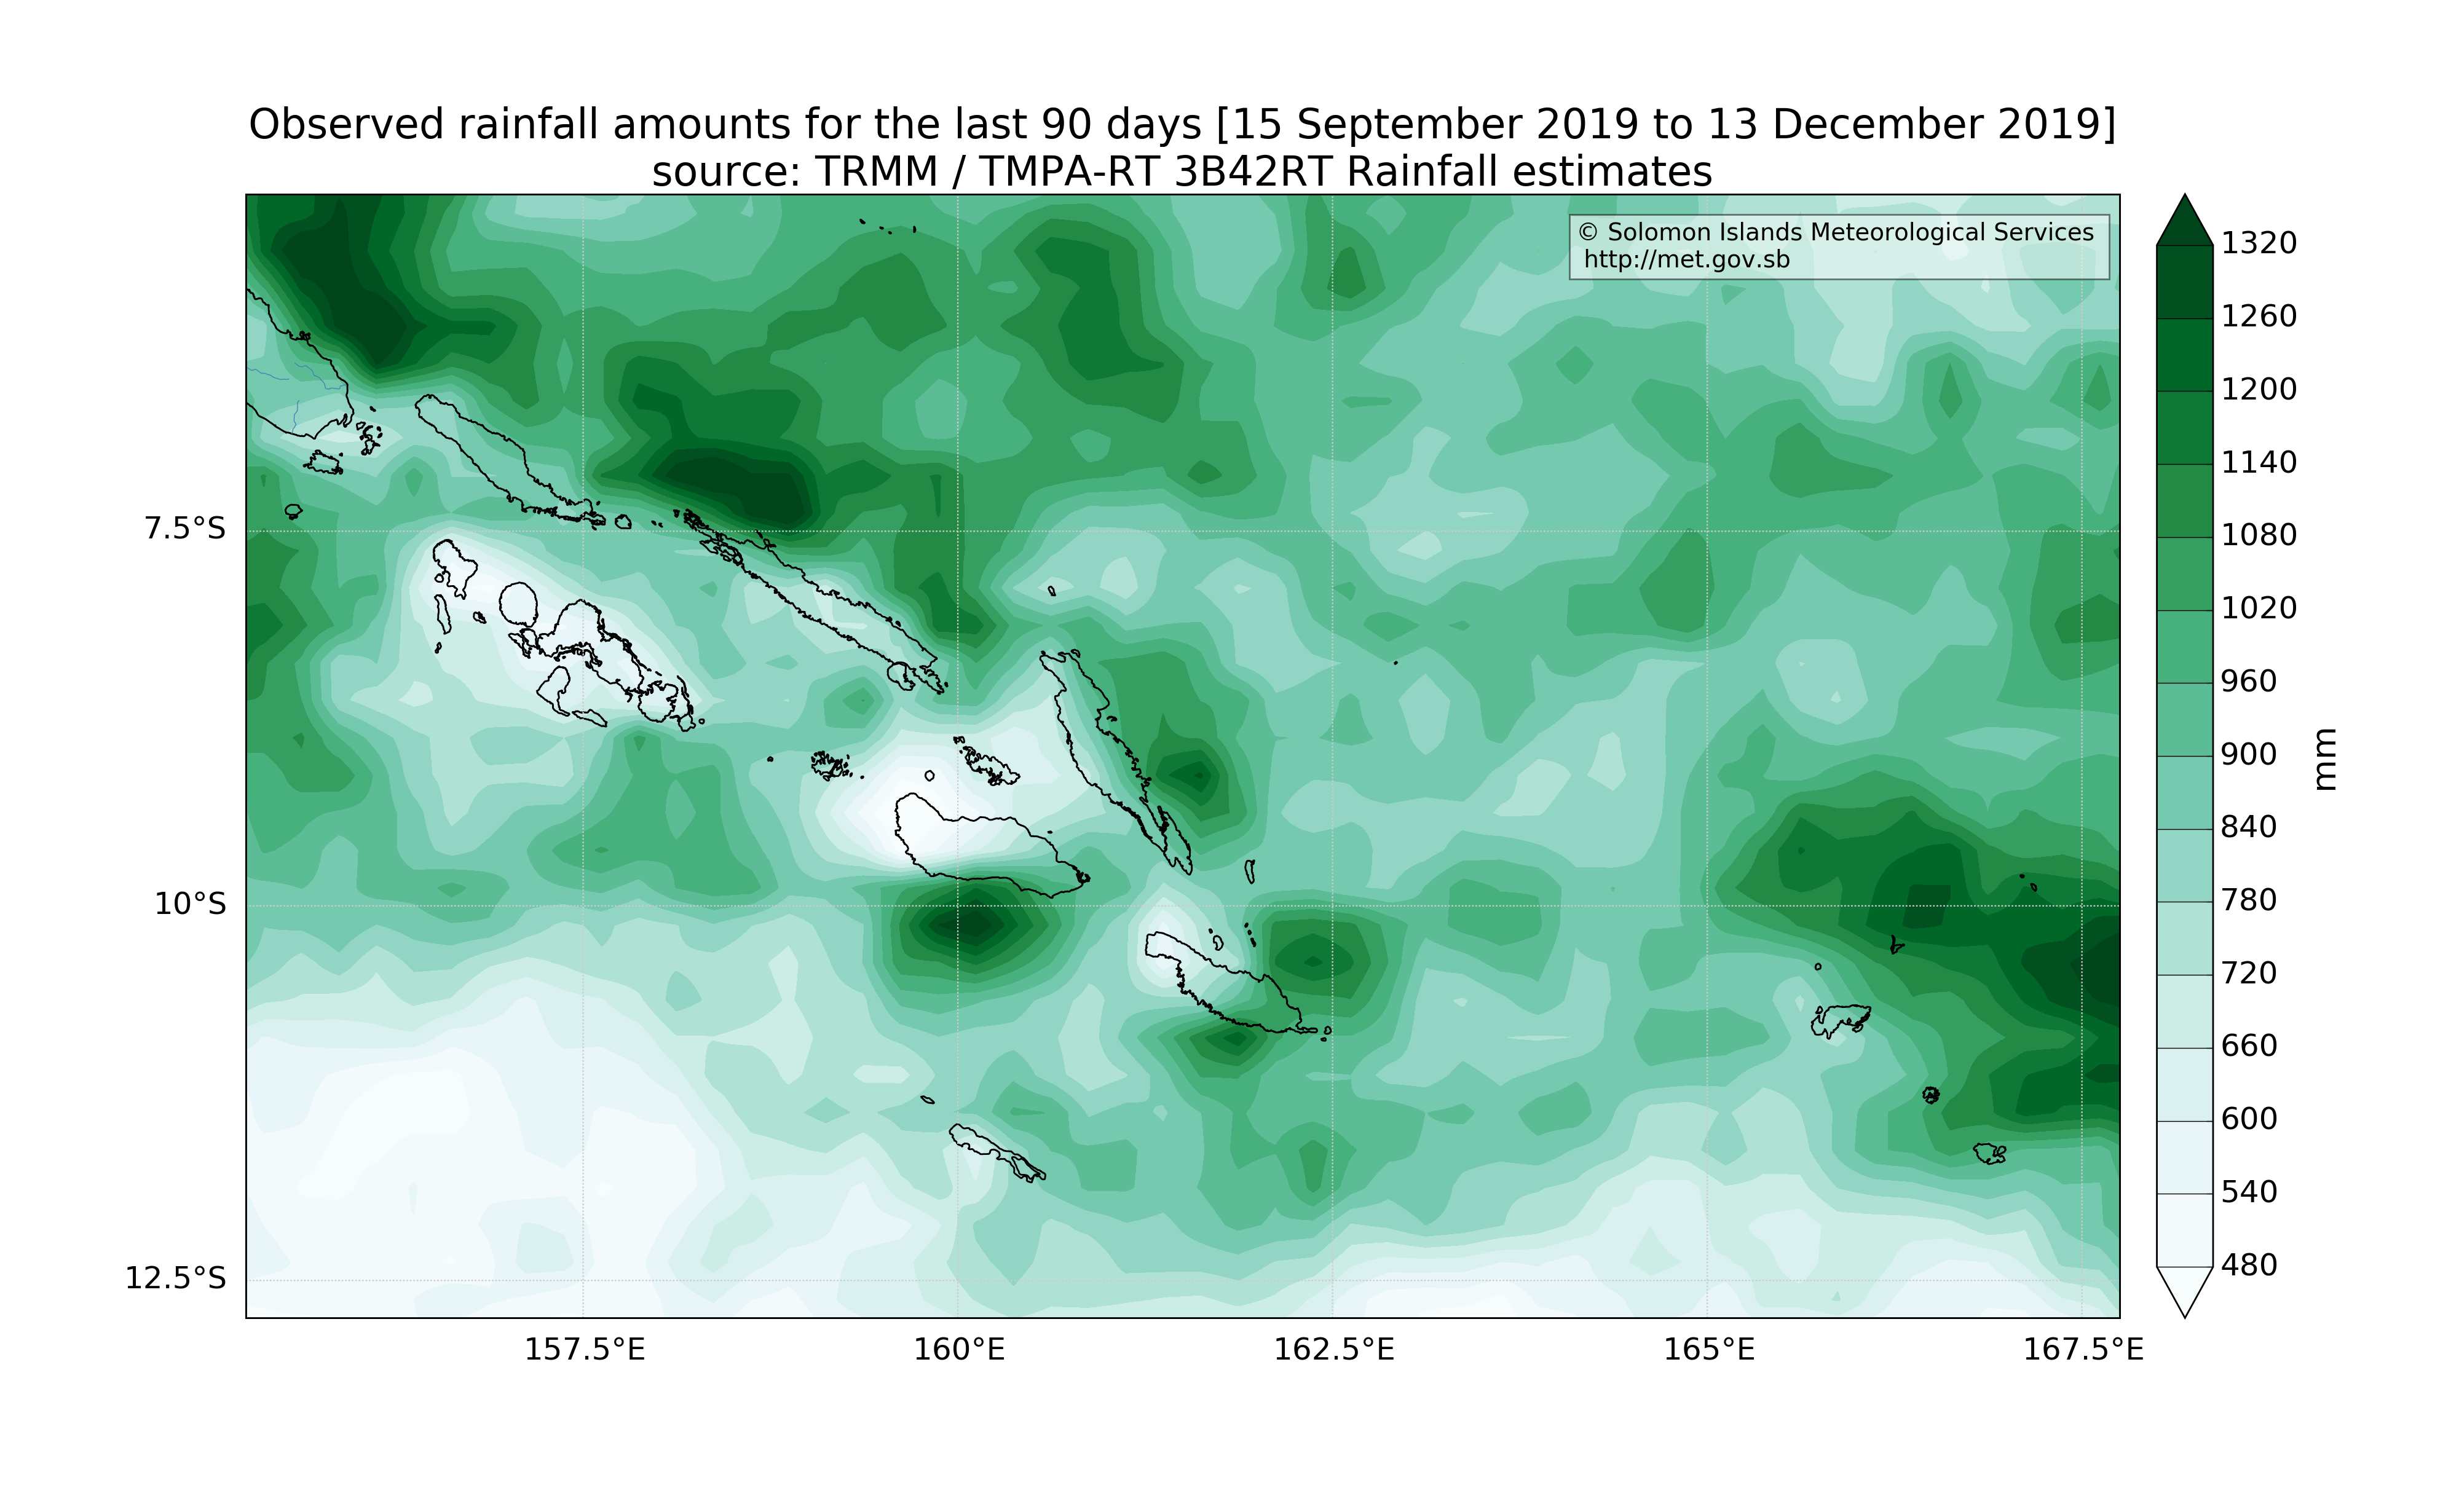 Observed rainfall amounts for the last 90 days [15 September 2019 to 13 December 2019]
source: TRMM / TMPA-RT 3B42RT Rainfall estimates
© Solomon Islands Meteorological Services
http://met.gov.sb
7.5°S
10°S
12.5°S
157.5°E
160°E
162.5°E
165°E
167.5°E
1320
1260
1200
1140
1080
1020
960
900
840
780
720
660
600
540
480
mm